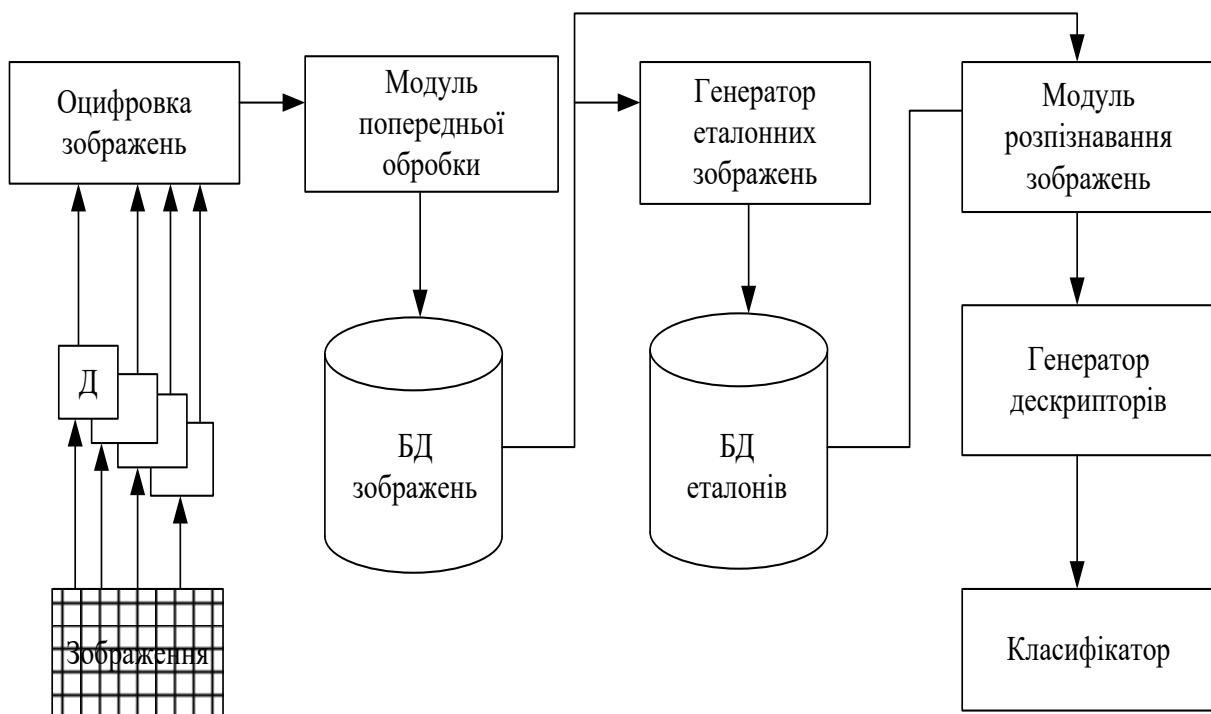 Оцифровка
зображень
Модуль
попередньої
обробки
Генератор
еталонних
зображень
Модуль
розпізнавання
зображень
Д
БД
зображень
БД
еталонів
Генератор
дескрипторів
Зображення
Класифікатор